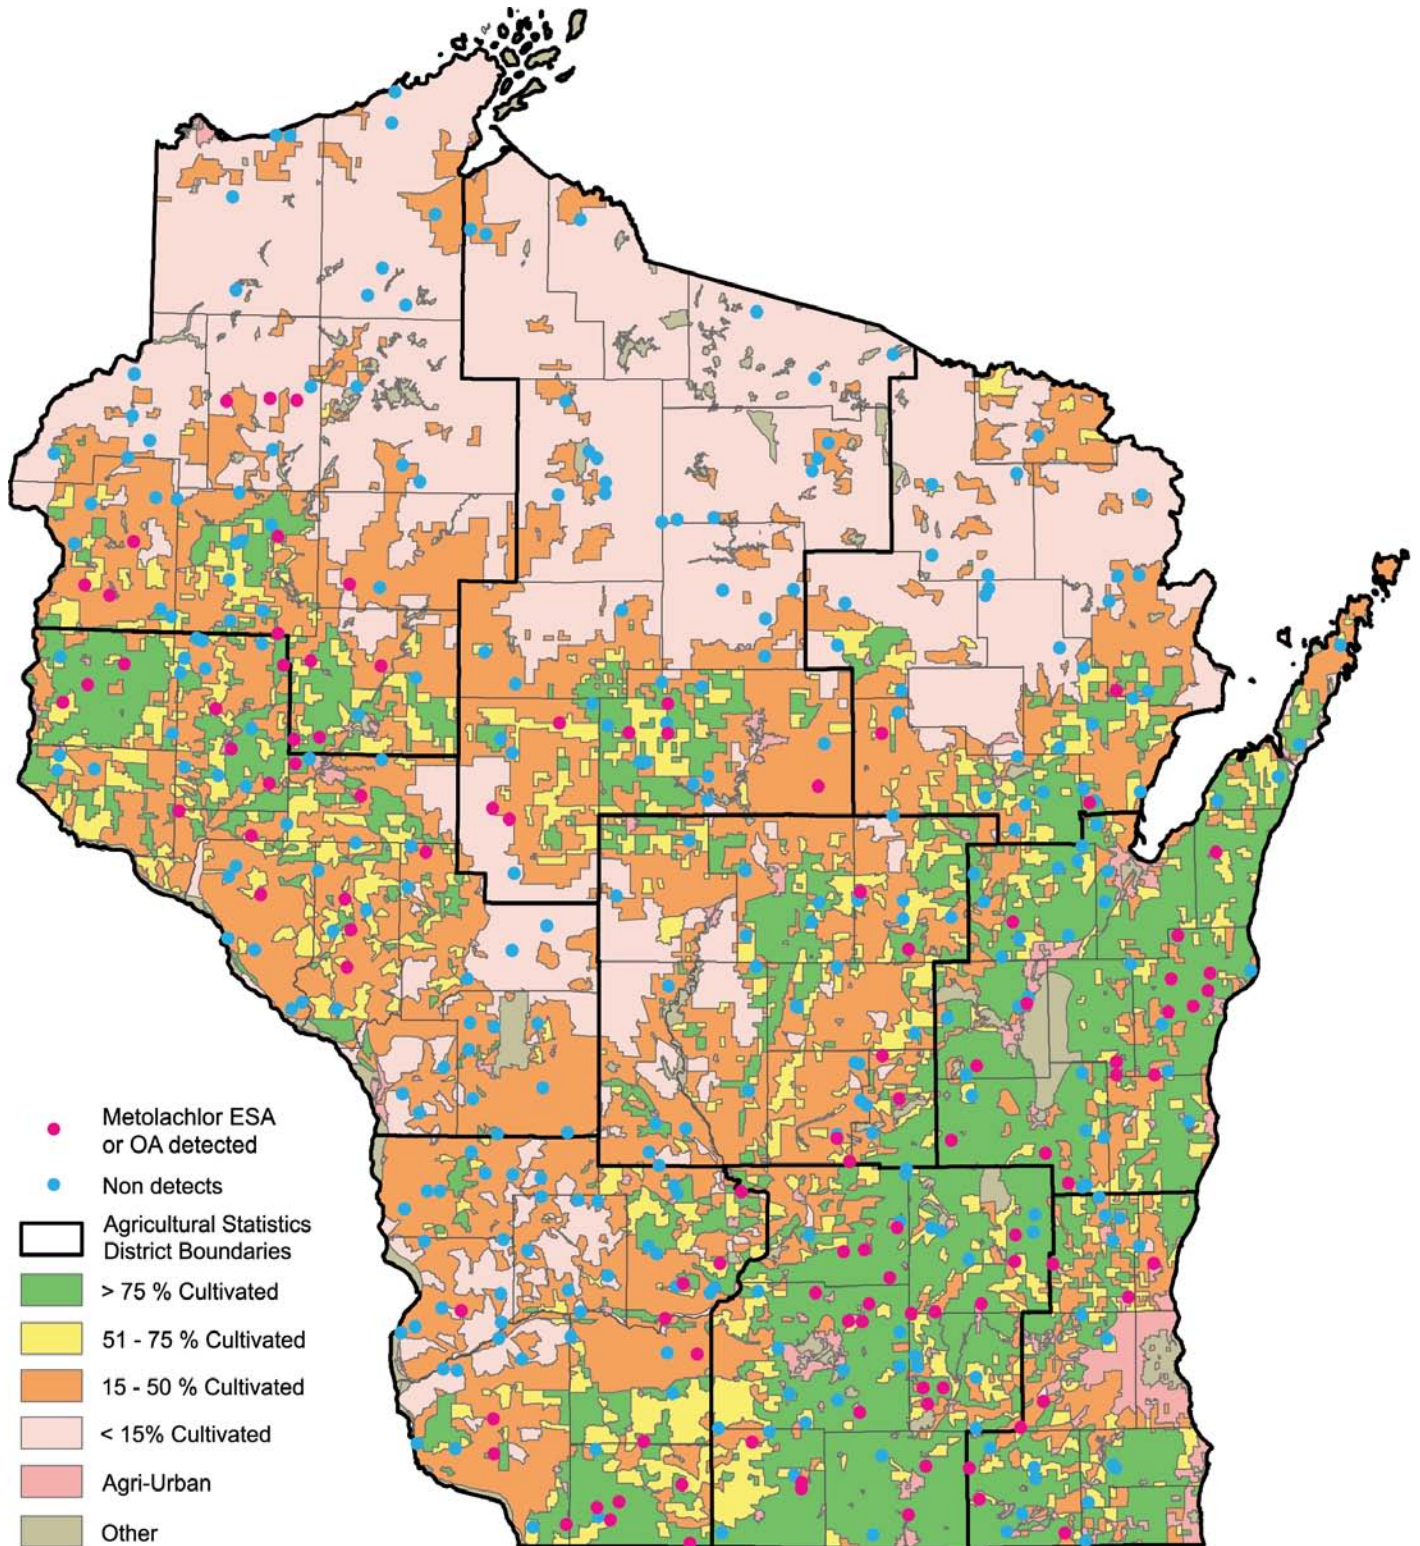 Metolachlor ESA
or OA detected
Non detects
Agricultural Statistics
District Boundaries
> 75 % Cultivated
51 - 75 % Cultivated
15 - 50 % Cultivated
< 15% Cultivated
Agri-Urban
Other